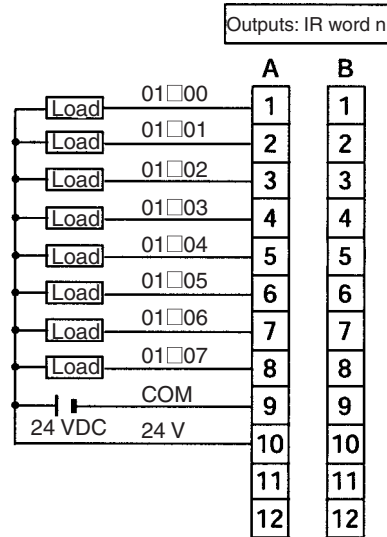 Outputs: IR word n
A B
Load 01□00 1 1
Load 01□01 2 2
Load 01□02 3 3
Load 01□03 4 4
Load 01□04 5 5
Load 01□05 6 6
Load 01□06 7 7
Load 01□07 8 8
COM 9 9
24 VDC 24 V 10 10
11 11
12 12